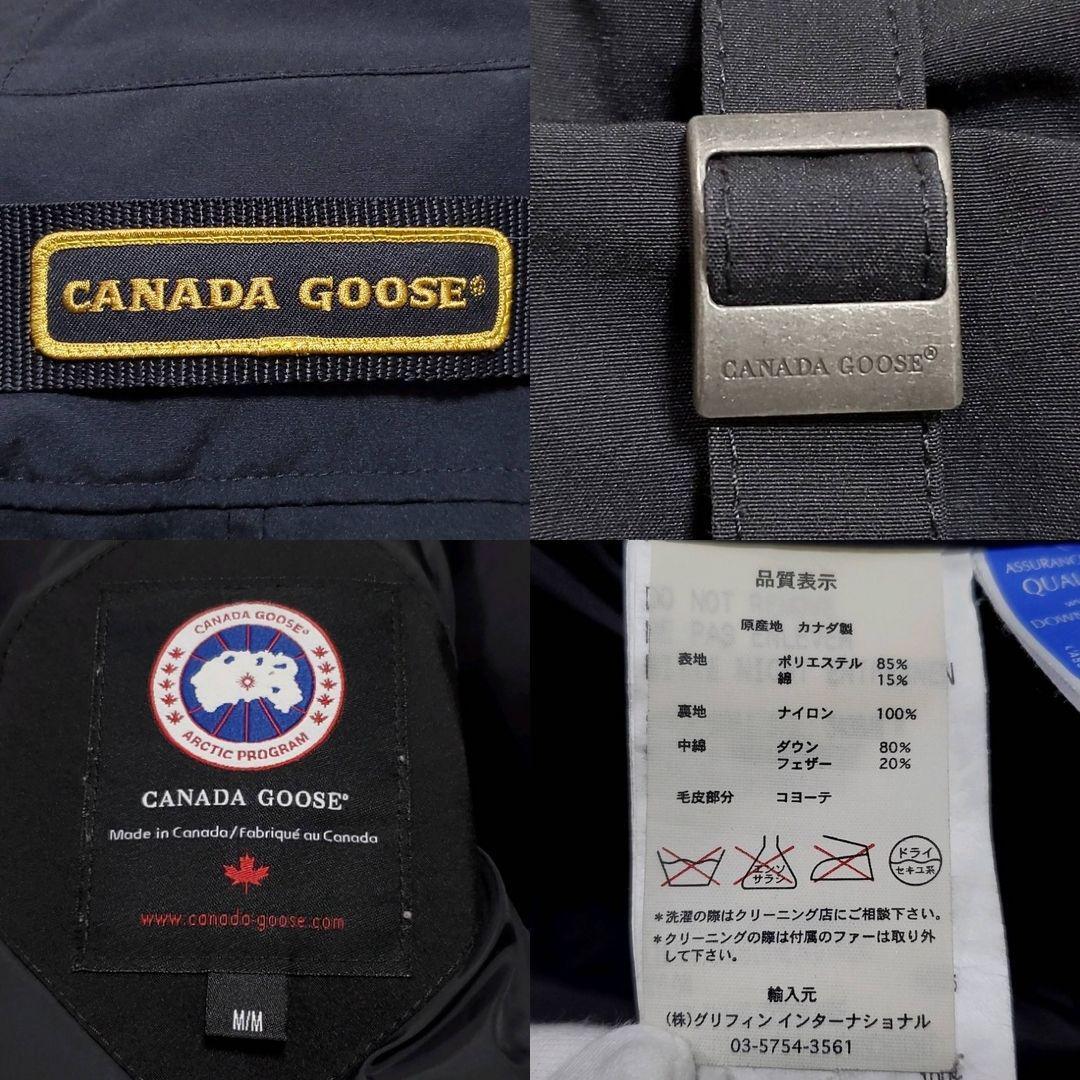 CANADA GOOSE®
CANADA GOOSE®
CANADA GOOSE®
ARCTIC PROGRAM
CANADA GOOSE®
Made in Canada/Fabriqué au Canada
www.canada-goose.com
M/M
品質表示
原産地 カナダ製
表地 ポリエステル 85%
綿 15%
裏地 ナイロン 100%
中綿 ダウン 80%
フェザー 20%
毛皮部分 コヨーテ
エンソ
サラシ
ドライ
セキユ系
*洗濯の際はクリーニング店にご相談下さい。
*クリーニングの際は付属のファーは取り外
して下さい。
輸入元
(株)グリフィン インターナショナル
03-5754-3561